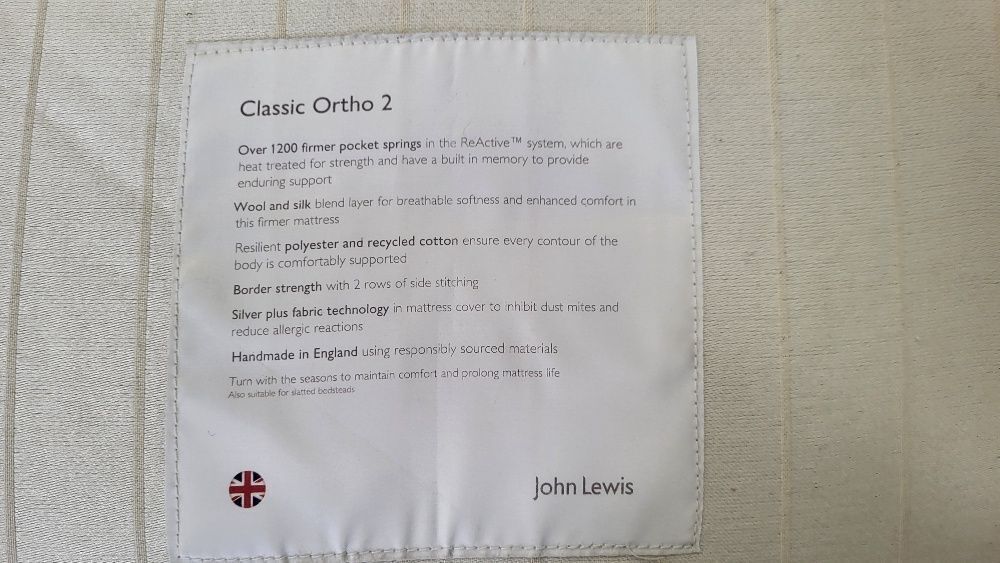 Classic Ortho 2
Over 1200 firmer pocket springs in the ReActive™ system, which are
heat treated for strength and have a built in memory to provide
enduring support
Wool and silk blend layer for breathable softness and enhanced comfort in
this firmer mattress
Resilient polyester and recycled cotton ensure every contour of the
body is comfortably supported
Border strength with 2 rows of side stitching
Silver plus fabric technology in mattress cover to inhibit dust mites and
reduce allergic reactions
Handmade in England using responsibly sourced materials
Turn with the seasons to maintain comfort and prolong mattress life
Also suitable for slatted bedsteads
John Lewis